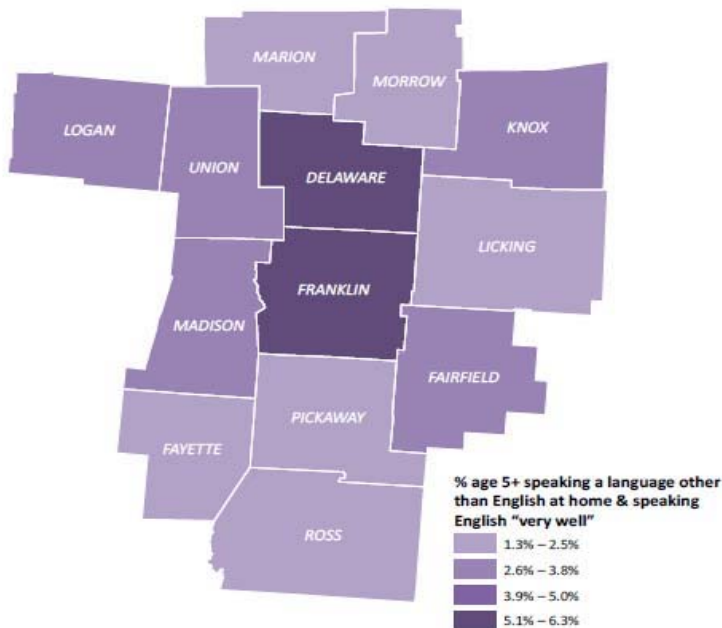 MARION
MORROW
LOGAN
KNOX
UNION
DELAWARE
LICKING
FRANKLIN
MADISON
FAIRFIELD
PICKAWAY
FAYETTE
ROSS
% age 5+ speaking a language other
than English at home & speaking
English “very well”
1.3% – 2.5%
2.6% – 3.8%
3.9% – 5.0%
5.1% – 6.3%